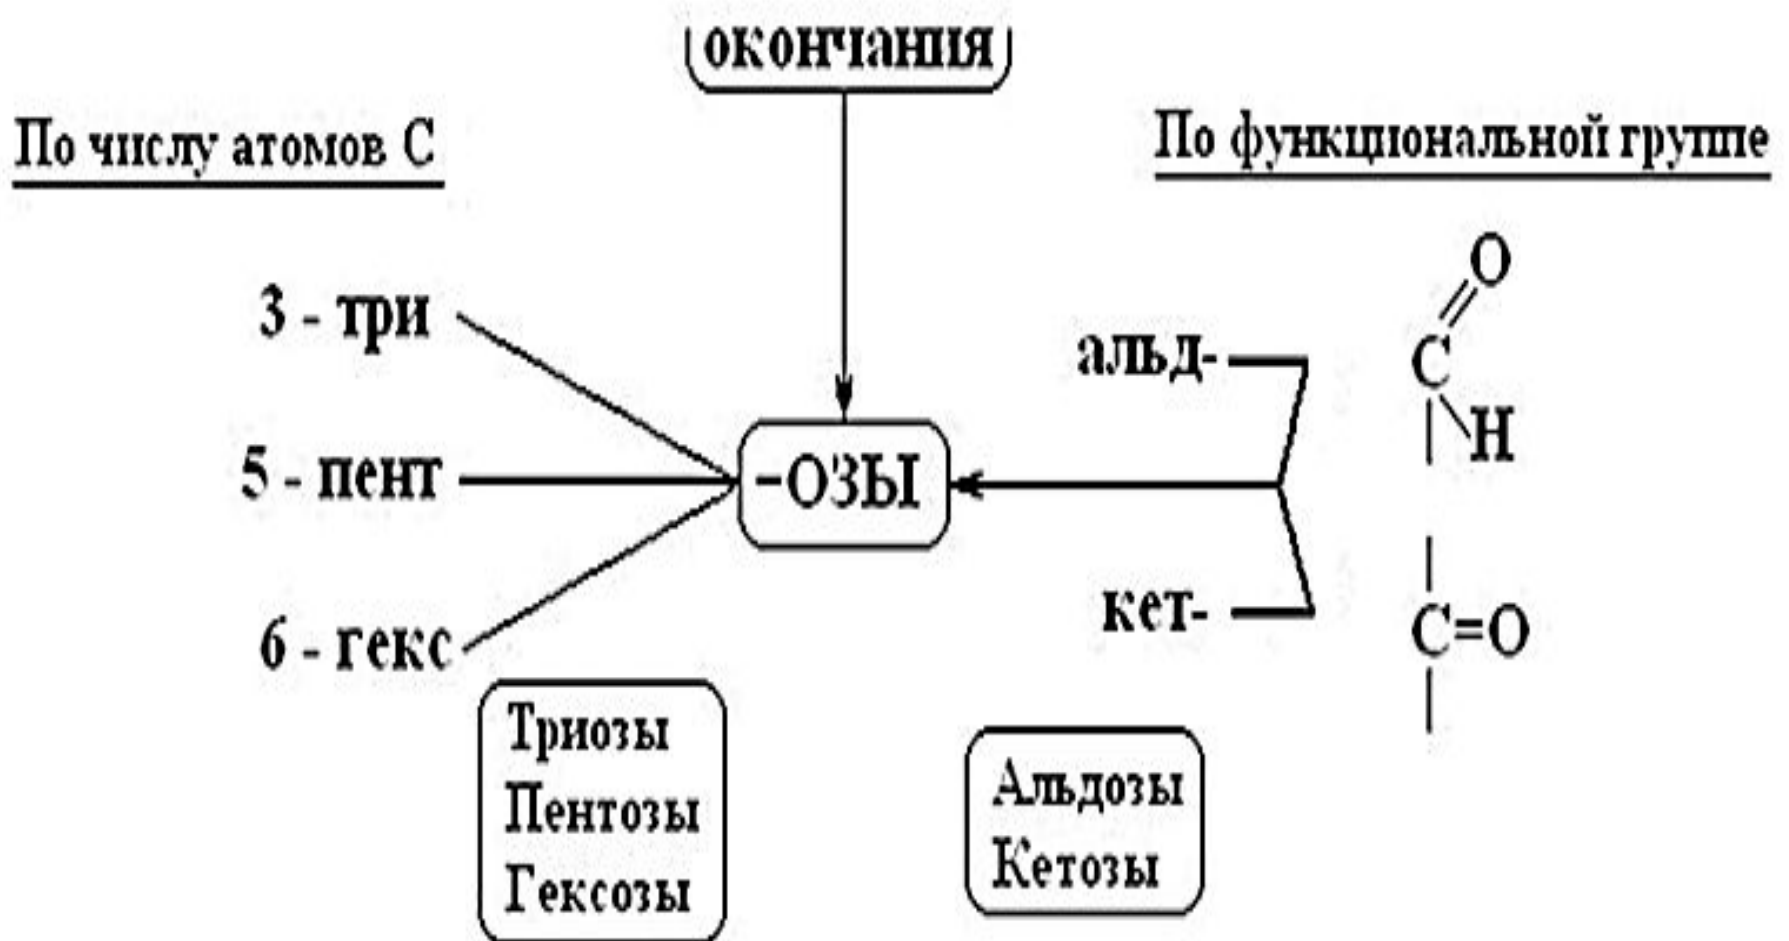 окончания
По числу атомов С
По функциональной группе
3 - три
5 - пент
6 - гекс
-ОЗЫ
альд-
кет-
O
C
H
C=O
Триозы
Пентозы
Гексозы
Альдозы
Кетозы